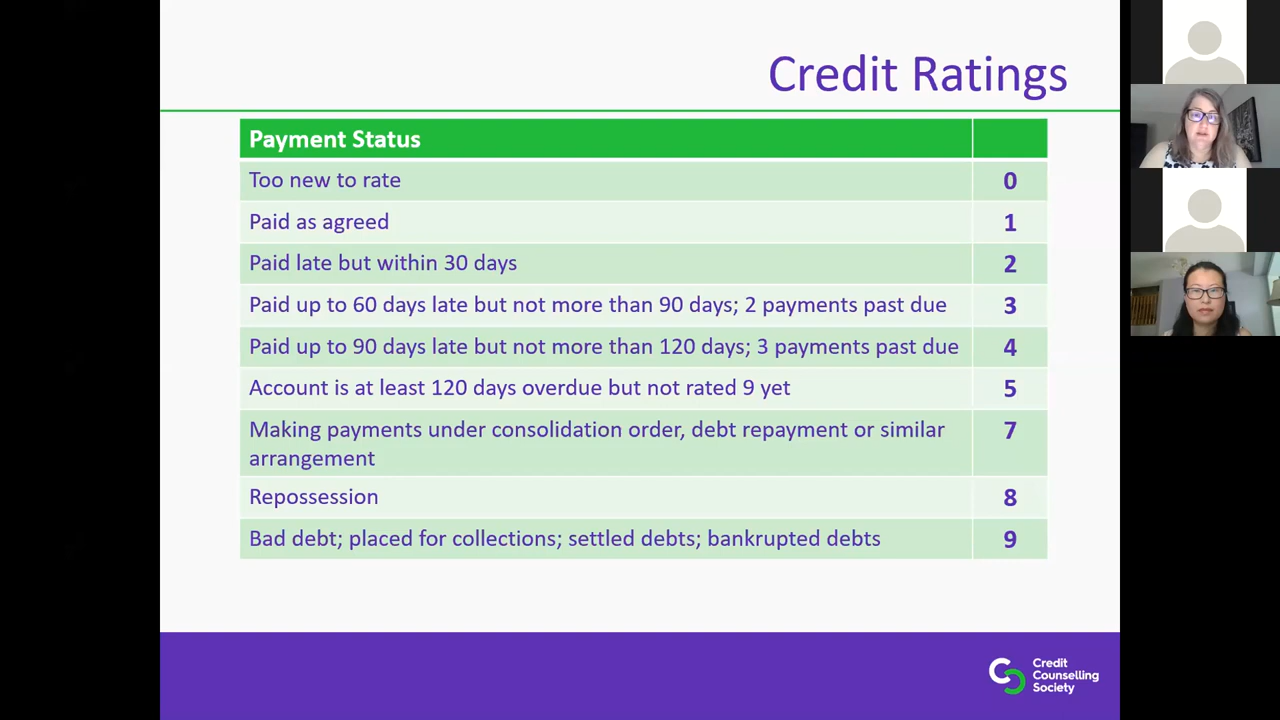 Credit Ratings
Payment Status
Too new to rate 0
Paid as agreed 1
Paid late but within 30 days 2
Paid up to 60 days late but not more than 90 days; 2 payments past due 3
Paid up to 90 days late but not more than 120 days; 3 payments past due 4
Account is at least 120 days overdue but not rated 9 yet 5
Making payments under consolidation order, debt repayment or similar 7
arrangement
Repossession 8
Bad debt; placed for collections; settled debts; bankrupted debts 9
Credit
Counselling
Society